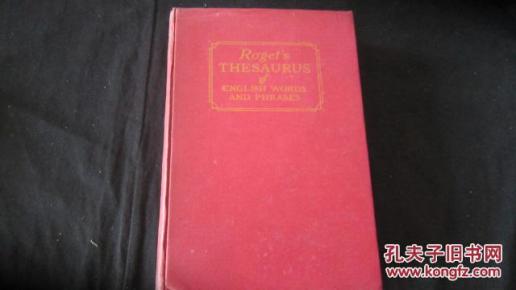 Roget's
THESAURUS
of
ENGLISH WORDS
AND PHRASES
孔夫子旧书网
www.kongfz.com